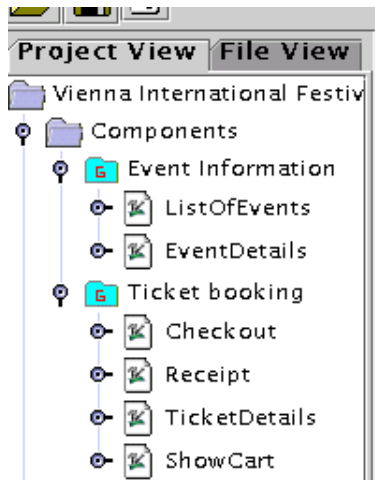 Project View File View
Vienna International Festiv
Components
G Event Information
ListOfEvents
EventDetails
G Ticket booking
Checkout
Receipt
TicketDetails
ShowCart